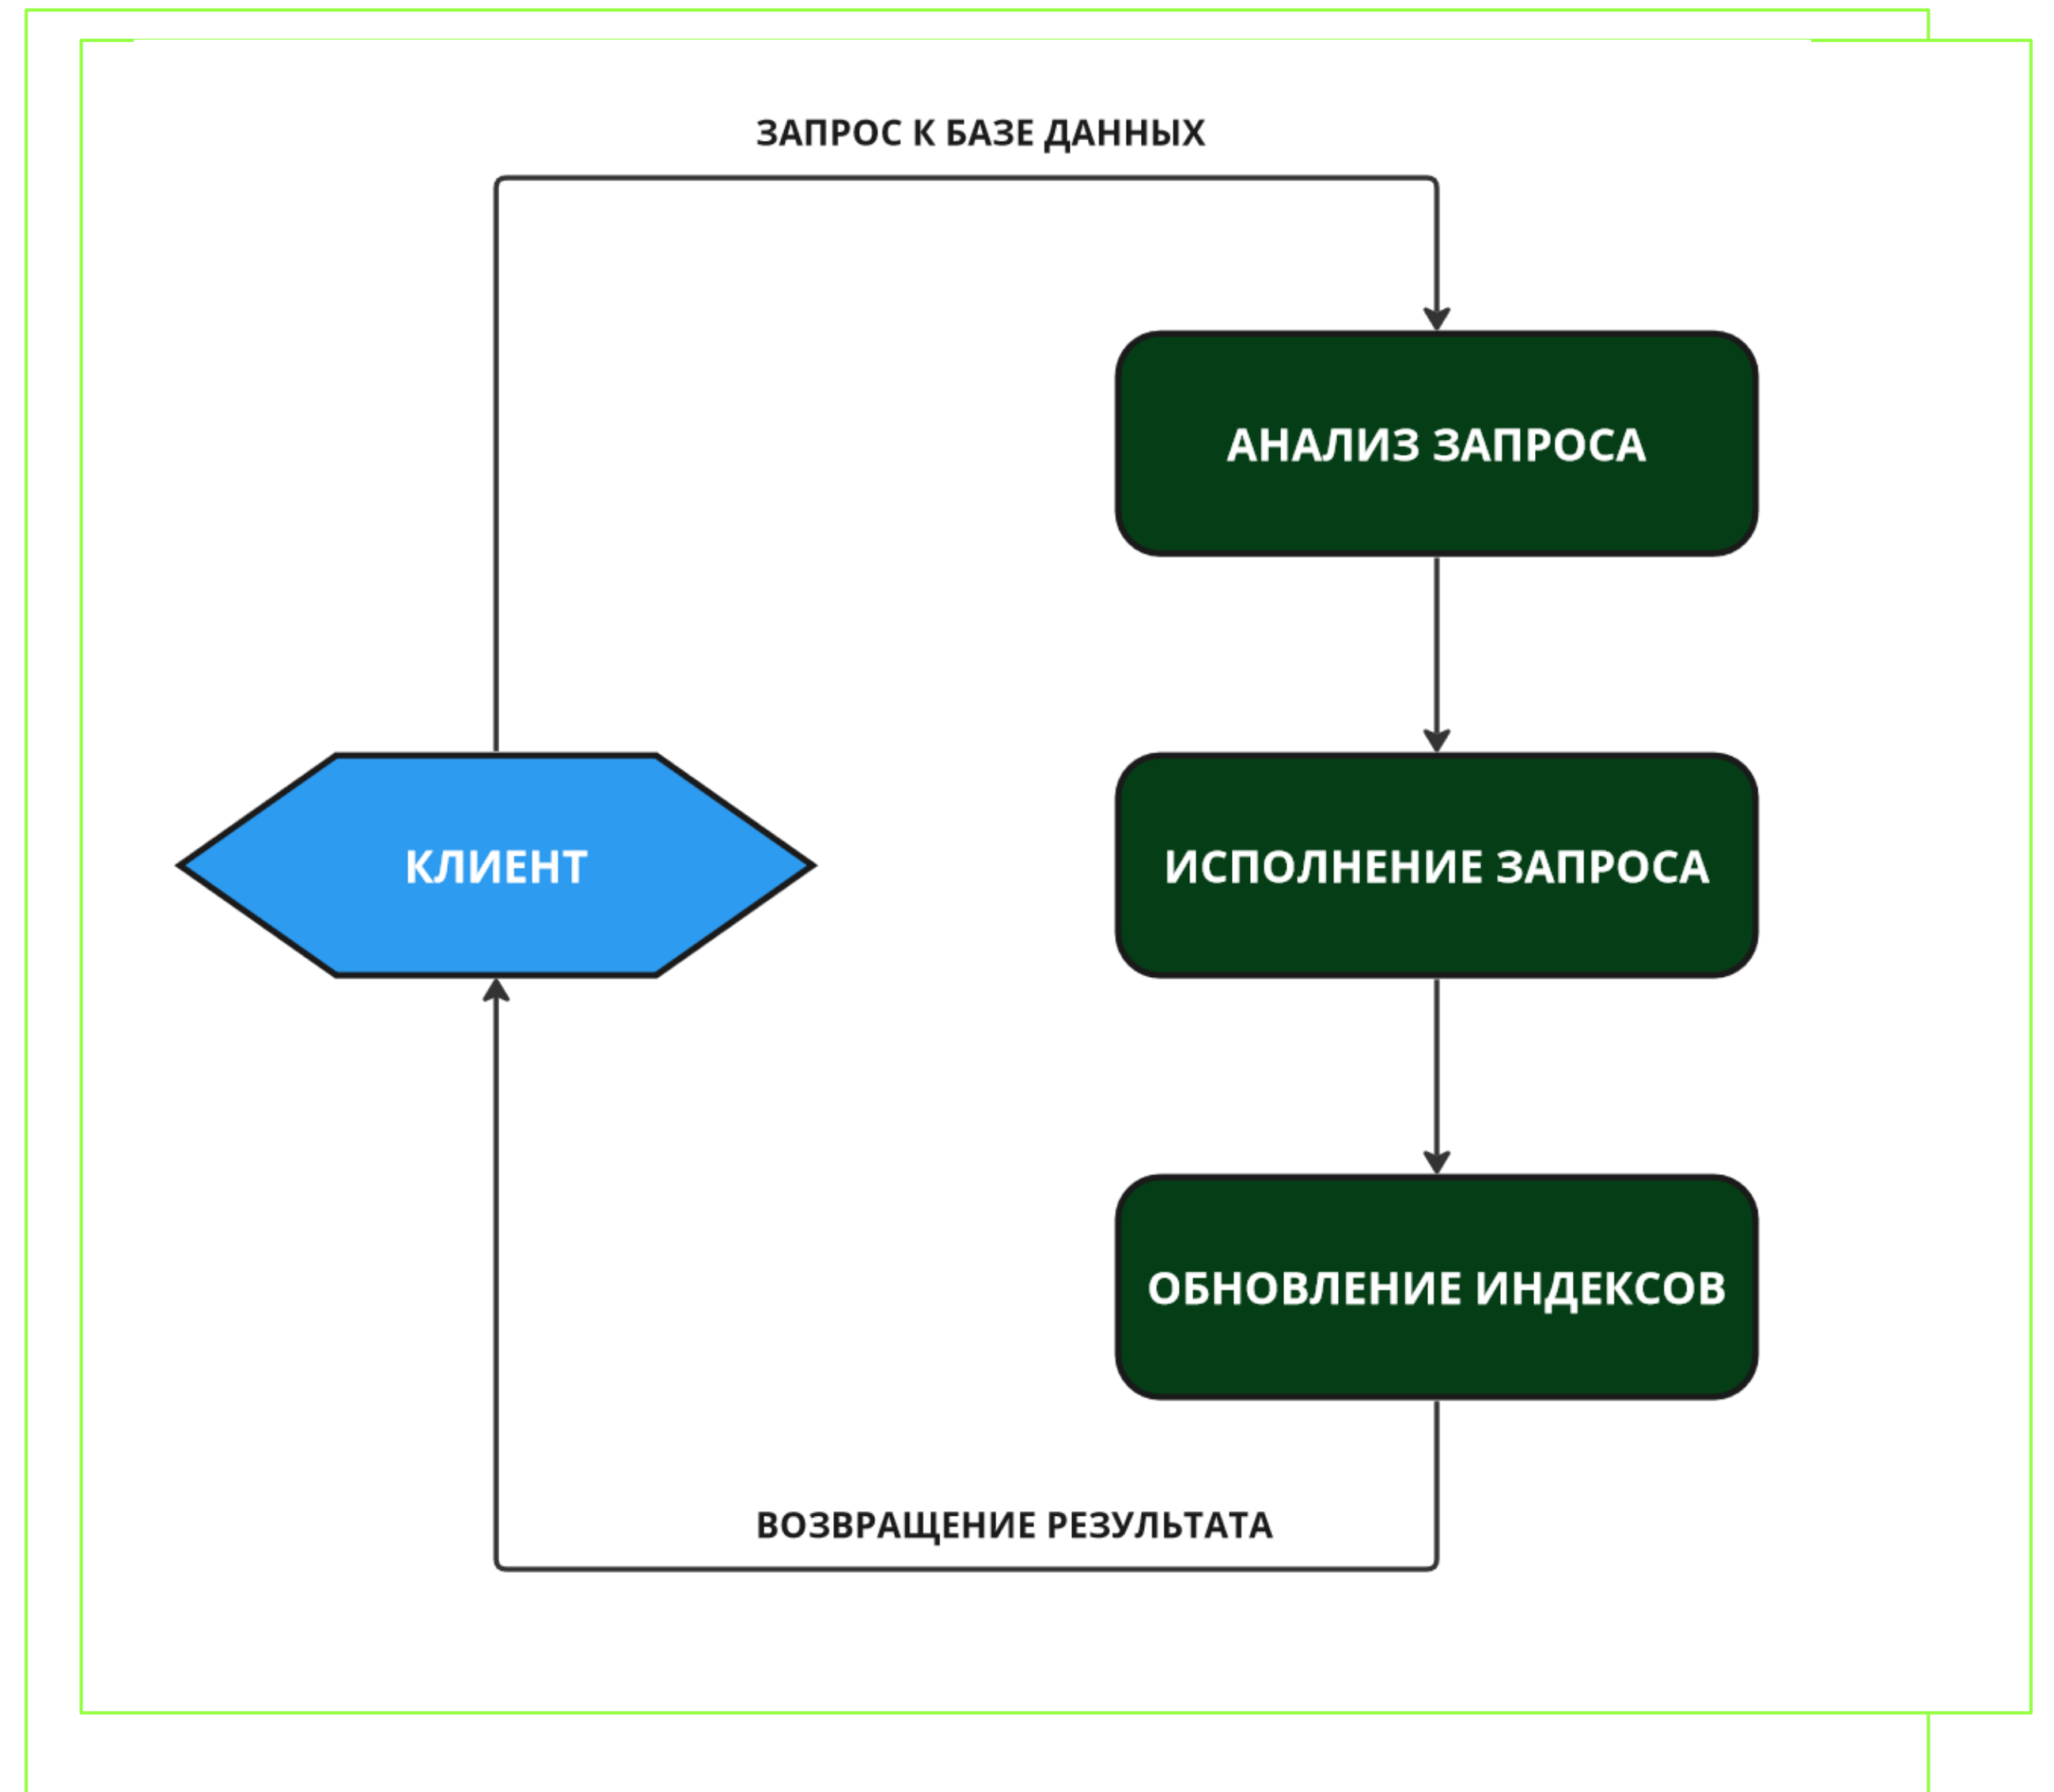 ЗАПРОС К БАЗЕ ДАННЫХ
АНАЛИЗ ЗАПРОСА
КЛИЕНТ
ИСПОЛНЕНИЕ ЗАПРОСА
ОБНОВЛЕНИЕ ИНДЕКСОВ
ВОЗВРАЩЕНИЕ РЕЗУЛЬТАТА